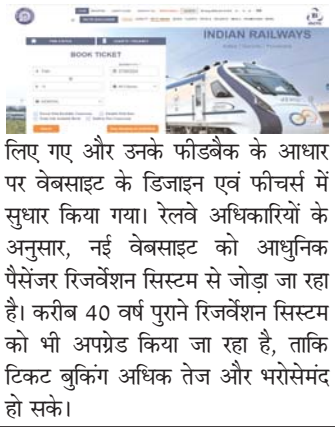 INDIAN RAILWAYS
BOOK TICKET
लिए गए और उनके फीडबैक के आधार
पर वेबसाइट के डिजाइन एवं फीचर्स में
सुधार किया गया। रेलवे अधिकारियों के
अनुसार, नई वेबसाइट को आधुनिक
पैसेंजर रिजर्वेशन सिस्टम से जोड़ा जा रहा
है। करीब 40 वर्ष पुराने रिजर्वेशन सिस्टम
को भी अपग्रेड किया जा रहा है, ताकि
टिकट बुकिंग अधिक तेज और भरोसेमंद
हो सके।